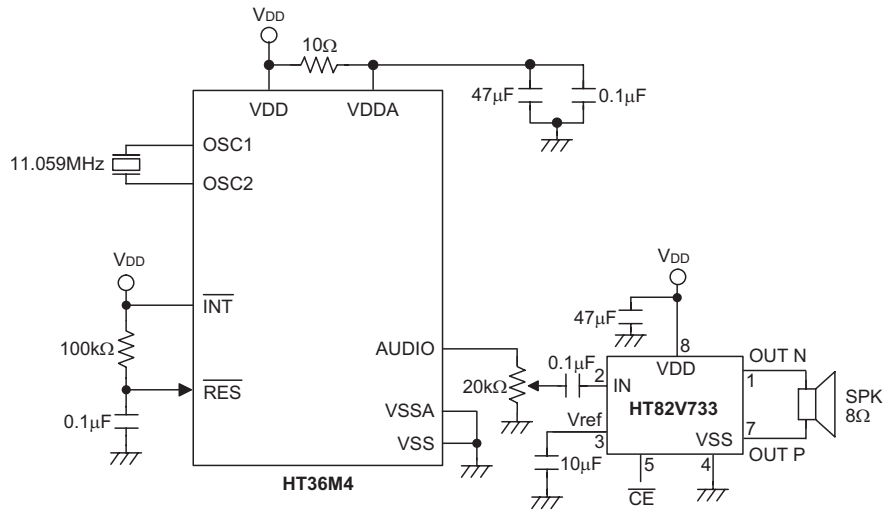 VDD
10Ω
VDD
VDDA
47μF
0.1μF
OSC1
11.059MHz
OSC2
VDD
INT
100kΩ
RES
0.1μF
AUDIO
20kΩ
VSSA
VSS
HT36M4
VDD
47μF
8
VDD
0.1μF
2
IN
OUT N
1
HT82V733
SPK
8Ω
Vref
3
VSS
7
OUT P
10μF
5
4
CE